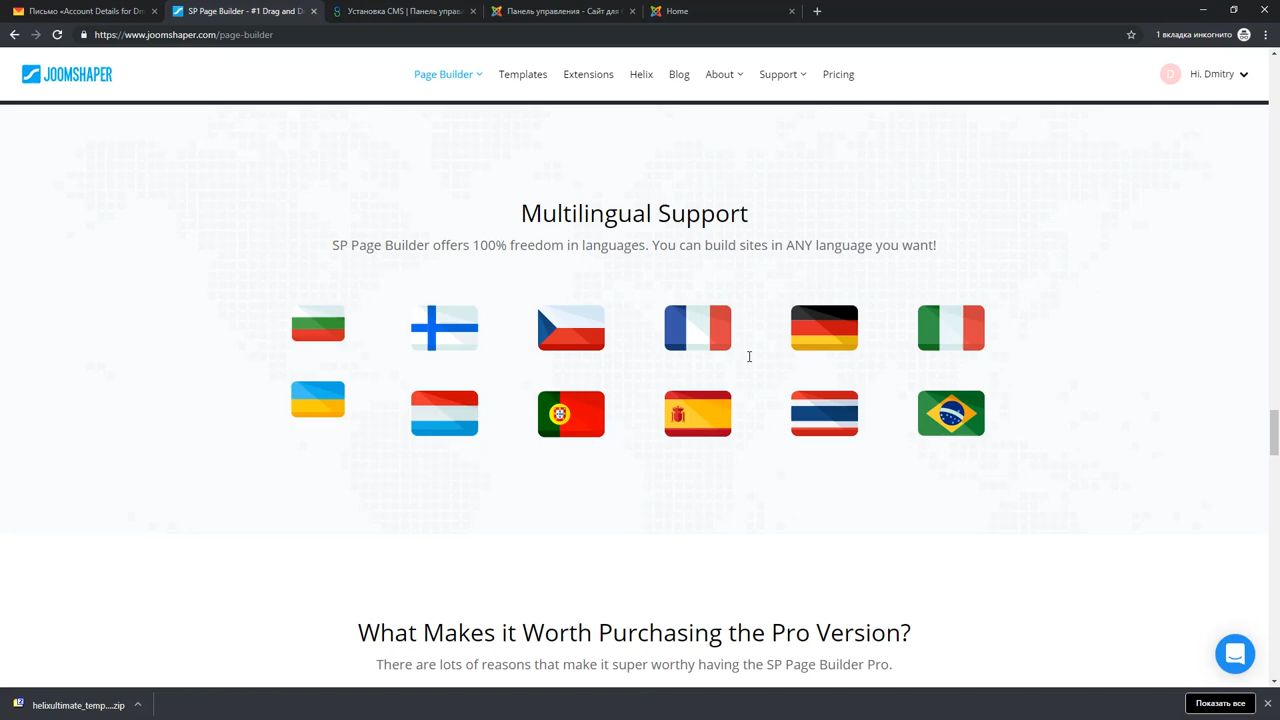 Письмо «Account Details for Dm
SP Page Builder - #1 Drag and D
Установка CMS | Панель управ
Панель управления - Сайт для
Home
https://www.joomshaper.com/page-builder
1 вкладка инкогнито
JOOMSHAPER
Page Builder
Templates
Extensions
Helix
Blog
About
Support
Pricing
D
Hi, Dmitry
Multilingual Support
SP Page Builder offers 100% freedom in languages. You can build sites in ANY language you want!
What Makes it Worth Purchasing the Pro Version?
There are lots of reasons that make it super worthy having the SP Page Builder Pro.
helixultimate_temp....zip
Показать все